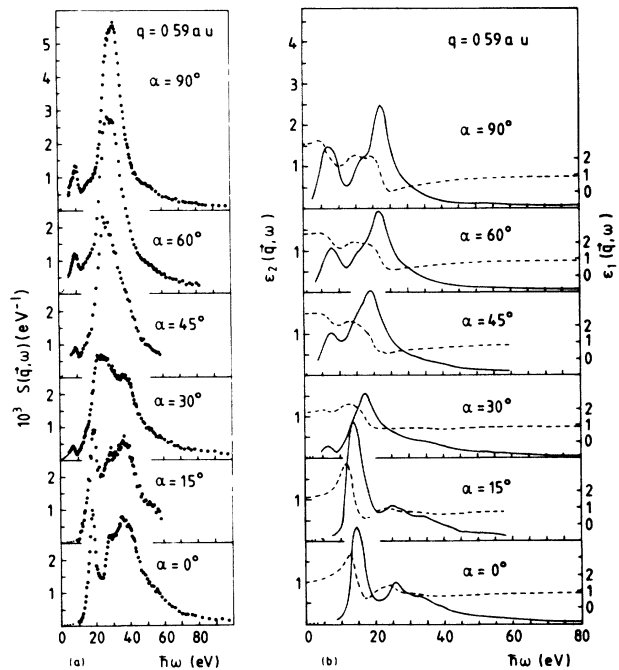 q = 0.59 a u
α = 90°
5
4
3
2
1
α = 60°
2
1
α = 45°
2
1
α = 30°
2
1
α = 15°
2
1
α = 0°
2
1
0 20 40 60 80
ħω (eV)
(a)
10³ S(q⃗,ω) (eV⁻¹)
q = 0.59 a u
α = 90°
4
3
2
1
2
1
0
α = 60°
1
2
1
0
α = 45°
1
2
1
0
α = 30°
1
2
1
0
α = 15°
1
2
1
0
α = 0°
1
2
1
0
0 20 40 60 80
(b) ħω (eV)
ε₂(q⃗,ω)
ε₁(q⃗,ω)